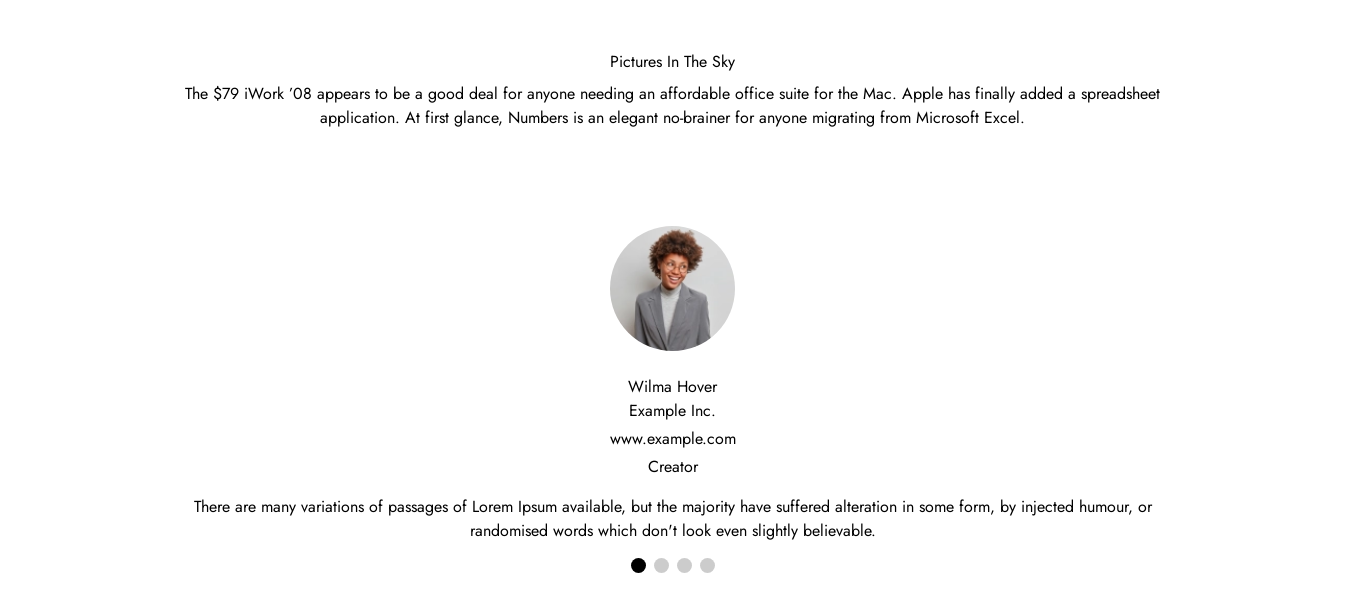 Pictures In The Sky
The $79 iWork ’08 appears to be a good deal for anyone needing an affordable office suite for the Mac. Apple has finally added a spreadsheet
application. At first glance, Numbers is an elegant no-brainer for anyone migrating from Microsoft Excel.
Wilma Hover
Example Inc.
www.example.com
Creator
There are many variations of passages of Lorem Ipsum available, but the majority have suffered alteration in some form, by injected humour, or
randomised words which don't look even slightly believable.